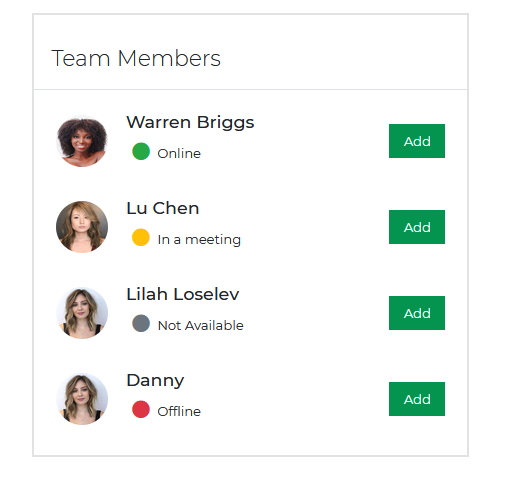 Team Members
Warren Briggs
Online
Add
Lu Chen
In a meeting
Add
Lilah Loselev
Not Available
Add
Danny
Offline
Add